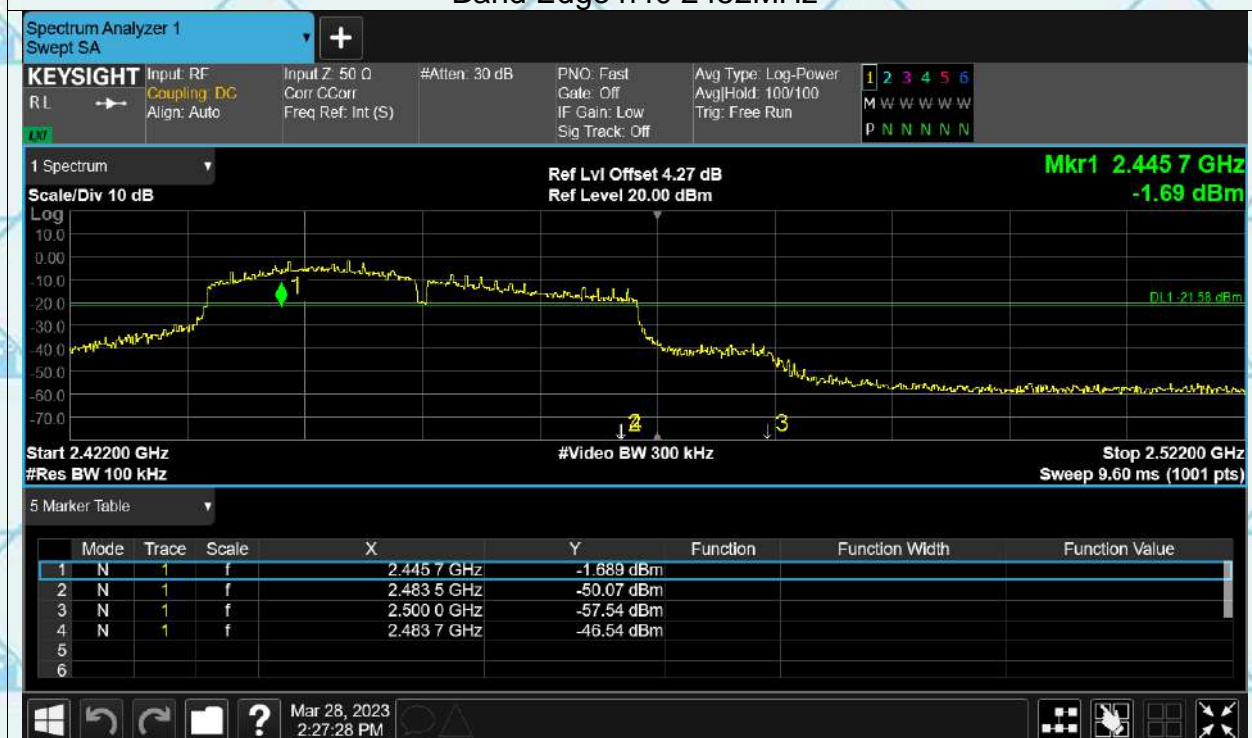 Spectrum Analyzer 1
Swept SA
+
KEYSIGHT Input: RF Input Z: 50 Ω #Atten: 30 dB PNO: Fast Avg Type: Log-Power 1 2 3 4 5 6
RL Coupling: DC Corr CCorr Gate: Off Avg|Hold: 100/100 M W W W W W
Align: Auto Freq Ref: Int (S) IF Gain: Low Trig: Free Run
LXI Sig Track: Off P N N N N N
1 Spectrum Ref Lvl Offset 4.27 dB Mkr1 2.445 7 GHz
Scale/Div 10 dB Ref Level 20.00 dBm -1.69 dBm
Log
10.0
0.00
-10.0
1
-20.0
DL1 -21.58 dBm
-30.0
-40.0
-50.0
-60.0
-70.0
2 4 3
Start 2.42200 GHz #Video BW 300 kHz Stop 2.52200 GHz
#Res BW 100 kHz Sweep 9.60 ms (1001 pts)
5 Marker Table
Mode Trace Scale X Y Function Function Width Function Value
1 N 1 f 2.445 7 GHz -1.689 dBm
2 N 1 f 2.483 5 GHz -50.07 dBm
3 N 1 f 2.500 0 GHz -57.54 dBm
4 N 1 f 2.483 7 GHz -46.54 dBm
5
6
? Mar 28, 2023
2:27:28 PM